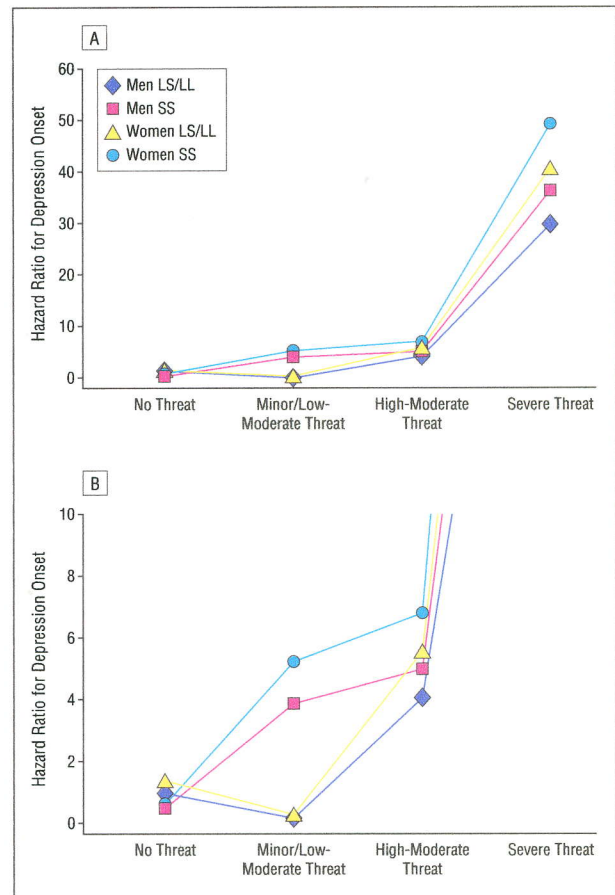 A
Hazard Ratio for Depression Onset
60
50
40
30
20
10
0
Men LS/LL
Men SS
Women LS/LL
Women SS
No Threat
Minor/Low-
Moderate Threat
High-Moderate
Threat
Severe Threat
B
Hazard Ratio for Depression Onset
10
8
6
4
2
0
No Threat
Minor/Low-
Moderate Threat
High-Moderate
Threat
Severe Threat